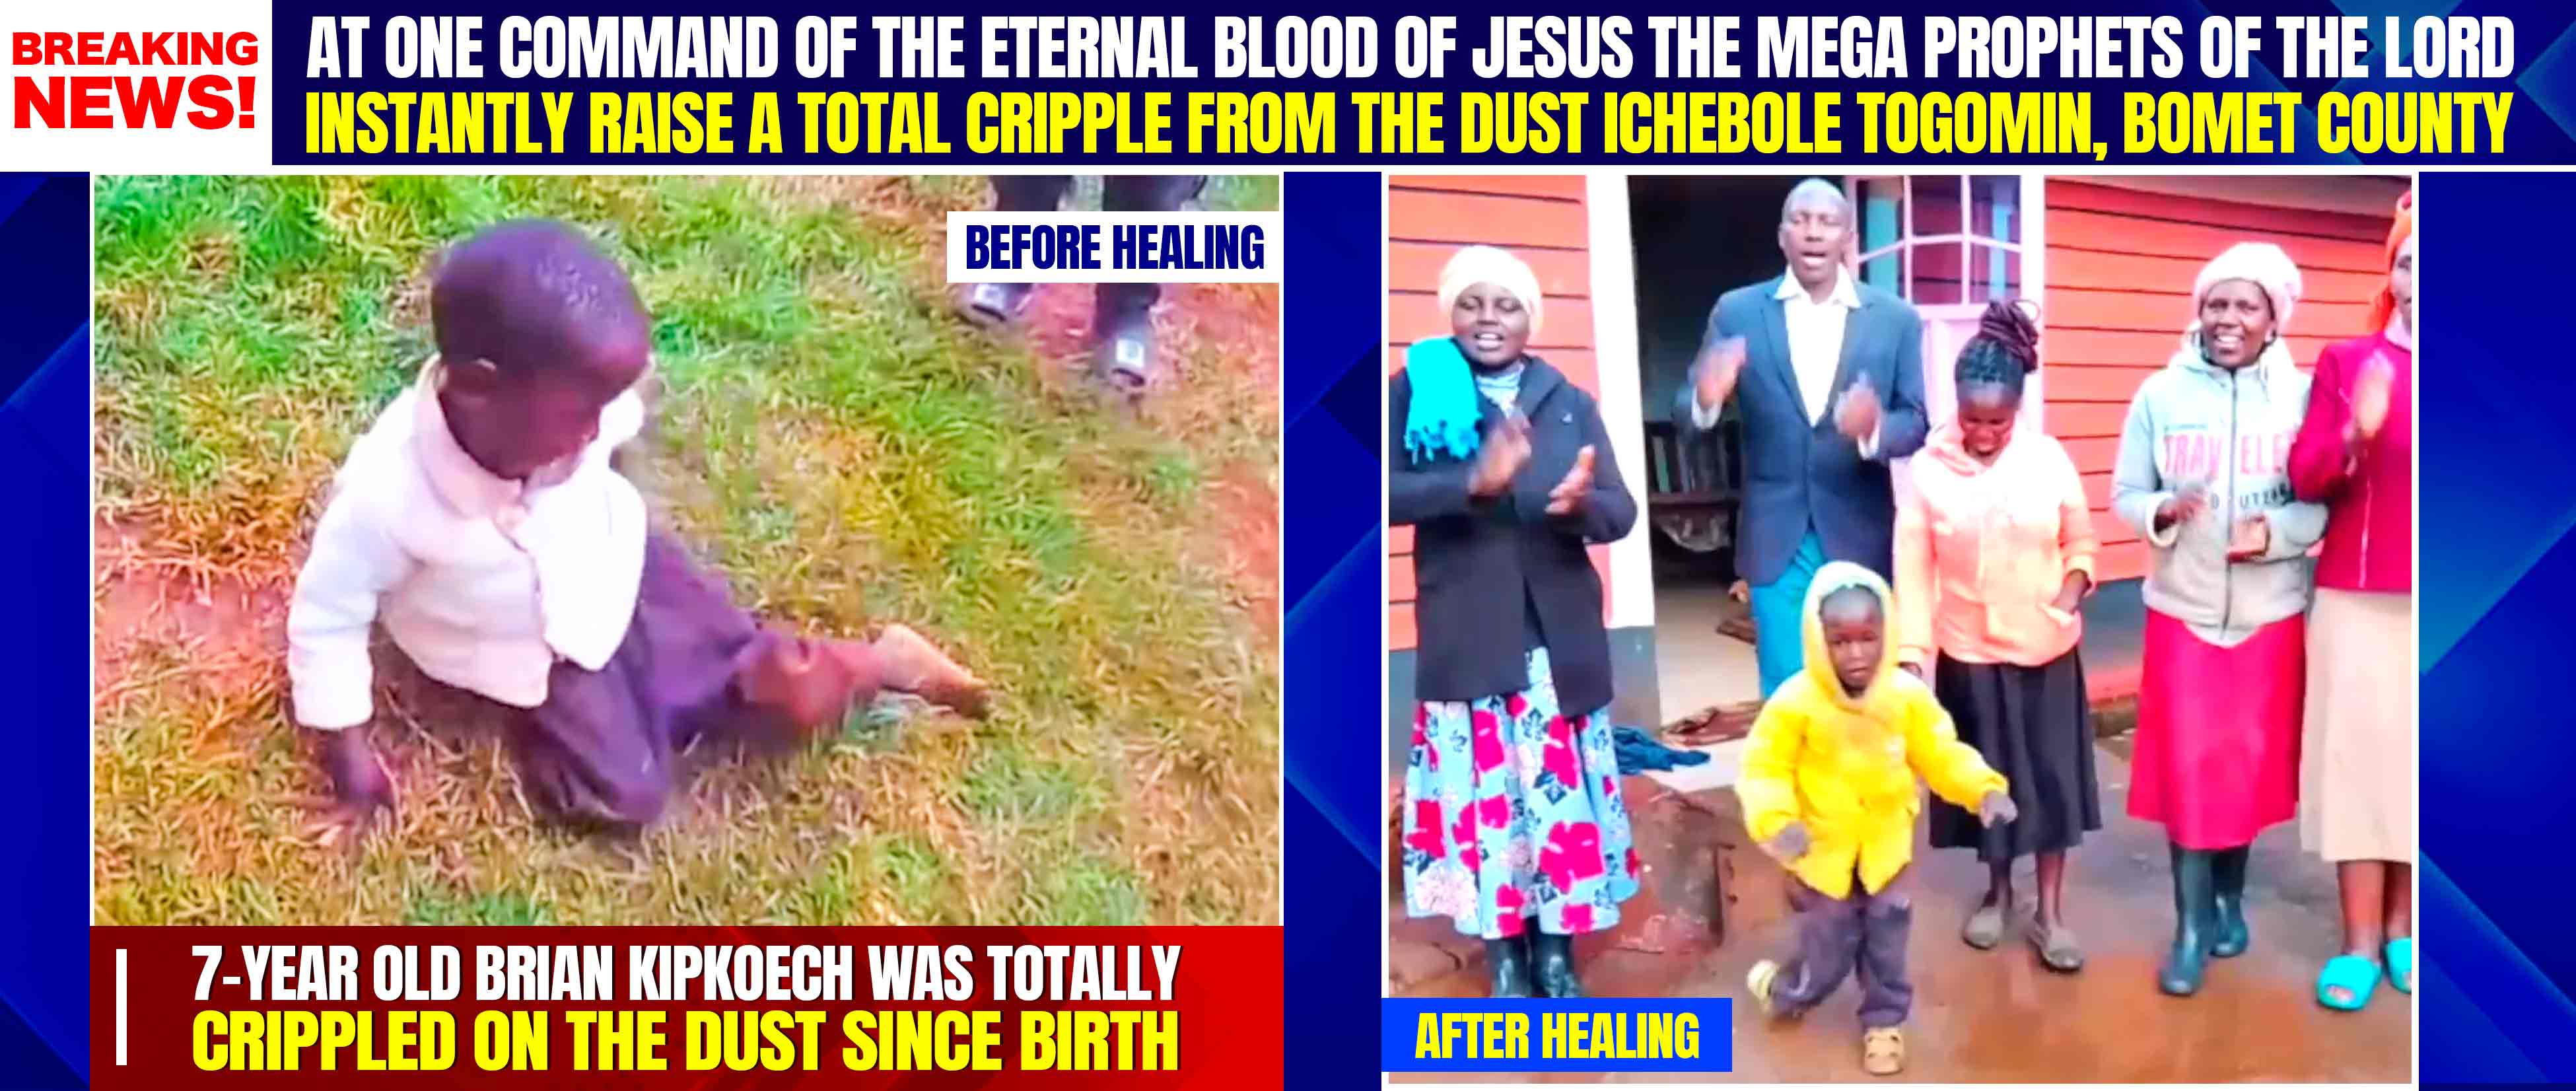 BREAKING
NEWS!
AT ONE COMMAND OF THE ETERNAL BLOOD OF JESUS THE MEGA PROPHETS OF THE LORD
INSTANTLY RAISE A TOTAL CRIPPLE FROM THE DUST ICHEBOLE TOGOMIN, BOMET COUNTY
BEFORE HEALING
TRAVELE
7-YEAR OLD BRIAN KIPKOECH WAS TOTALLY
CRIPPLED ON THE DUST SINCE BIRTH
AFTER HEALING